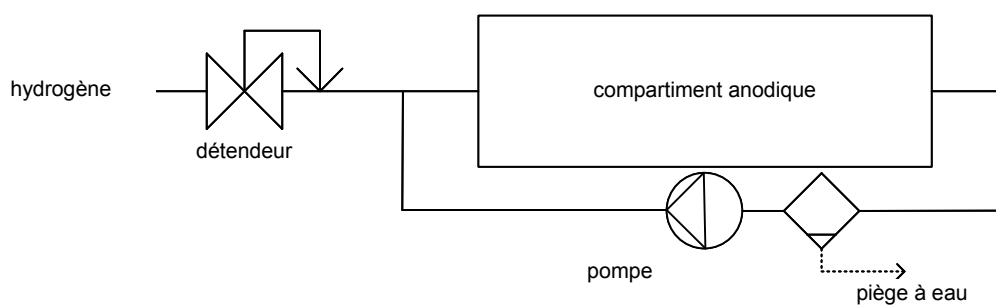 hydrogène
compartiment anodique
détendeur
pompe
piège à eau